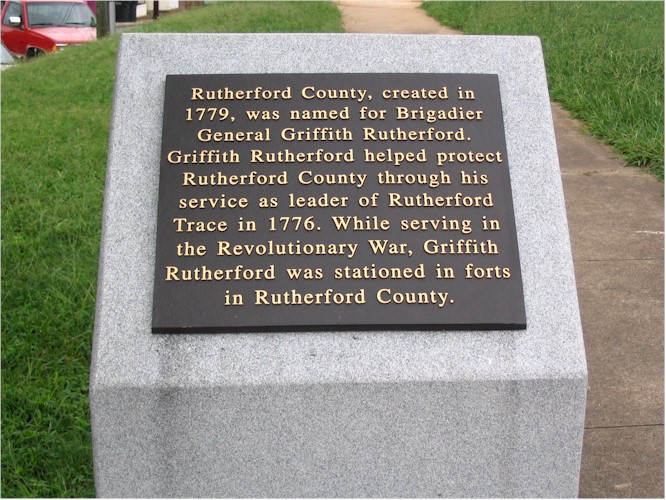 Rutherford County, created in
1779, was named for Brigadier
General Griffith Rutherford.
Griffith Rutherford helped protect
Rutherford County through his
service as leader of Rutherford
Trace in 1776. While serving in
the Revolutionary War, Griffith
Rutherford was stationed in forts
in Rutherford County.